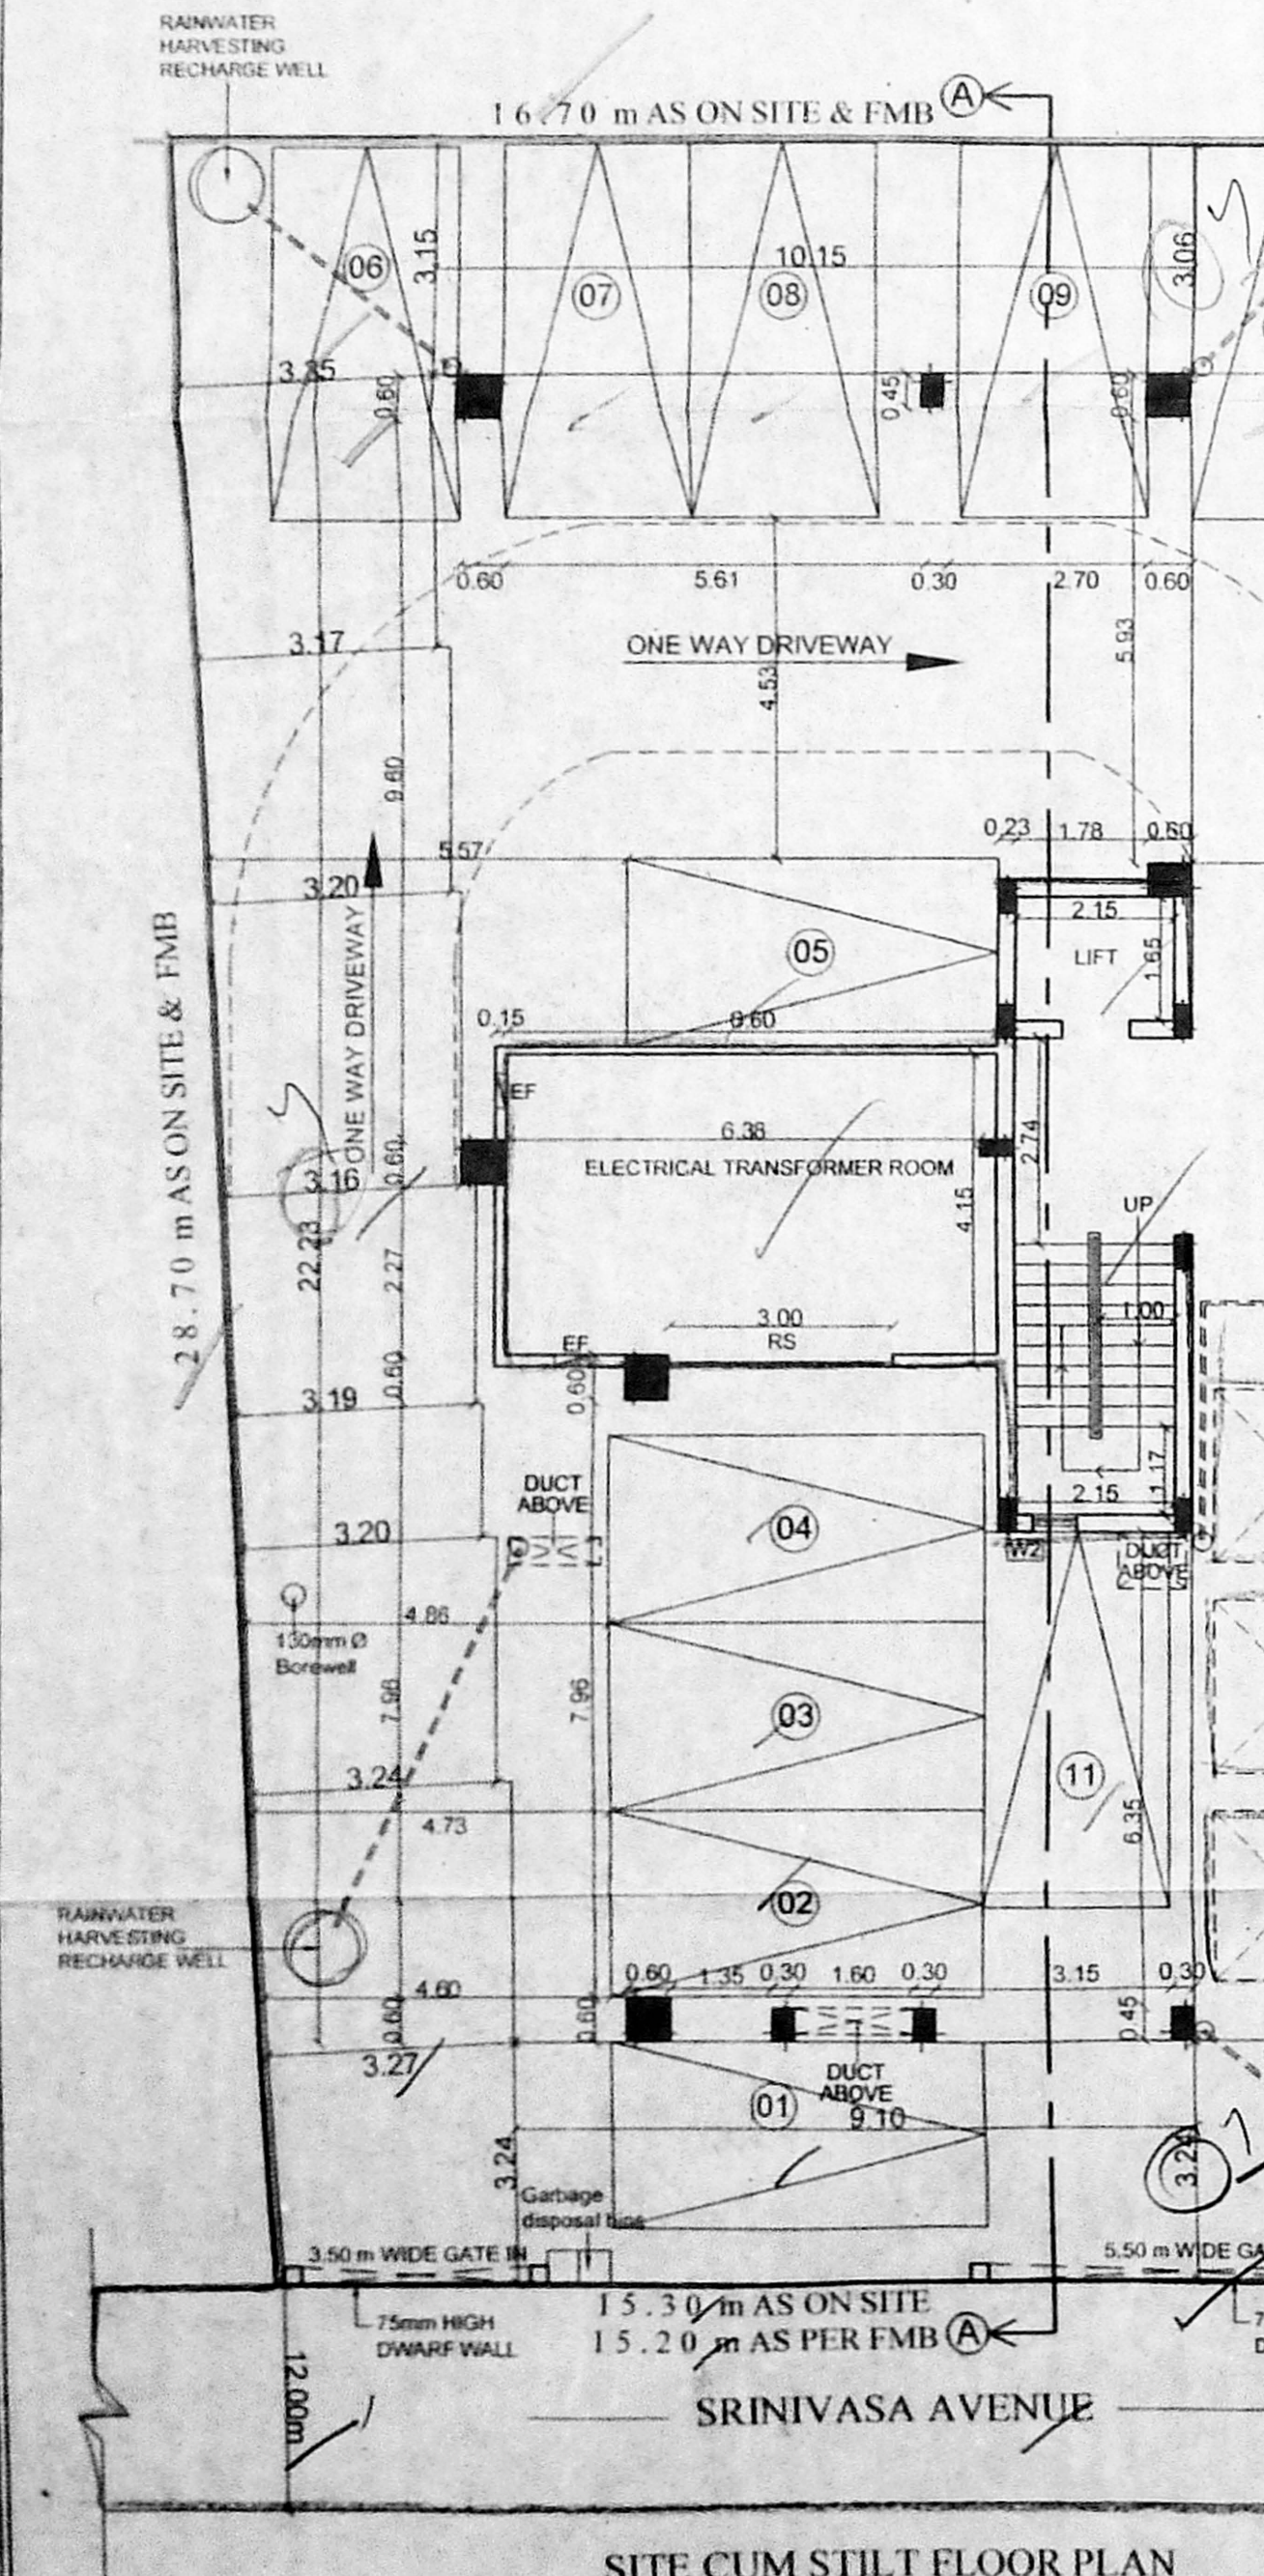 RAINWATER
HARVESTING
RECHARGE WELL
16.70 m AS ON SITE & FMB
A
06
3.15
10.15
07
08
09
3.06
3.35
0.60
0.45
0.60
0.60
5.61
0.30
2.70
0.60
3.17
ONE WAY DRIVEWAY
4.53
5.93
9.60
0.23
1.78
0.60
5.57
3.20
2.15
LIFT
1.65
05
28.70 m AS ON SITE & FMB
ONE WAY DRIVEWAY
0.15
0.60
EF
6.38
2.74
ELECTRICAL TRANSFORMER ROOM
3.16
0.60
4.15
UP
22.23
2.27
1.00
3.00
EF
RS
0.60
0.60
3.19
DUCT
ABOVE
1.17
2.15
04
3.20
W2
DUCT
ABOVE
4.86
130mm Ø
Borewell
7.96
7.96
03
3.24
11
6.35
4.73
02
RAINWATER
HARVESTING
RECHARGE WELL
0.60
1.35
0.30
1.60
0.30
3.15
0.30
4.60
0.60
0.60
0.45
3.27
DUCT
ABOVE
01
9.10
3.24
3.24
Garbage
disposal bins
3.50 m WIDE GATE IN
5.50 m WIDE GA
15.30 m AS ON SITE
75mm HIGH
DWARF WALL
15.20 m AS PER FMB
A
12.00m
SRINIVASA AVENUE
SITE CUM STILT FLOOR PLAN